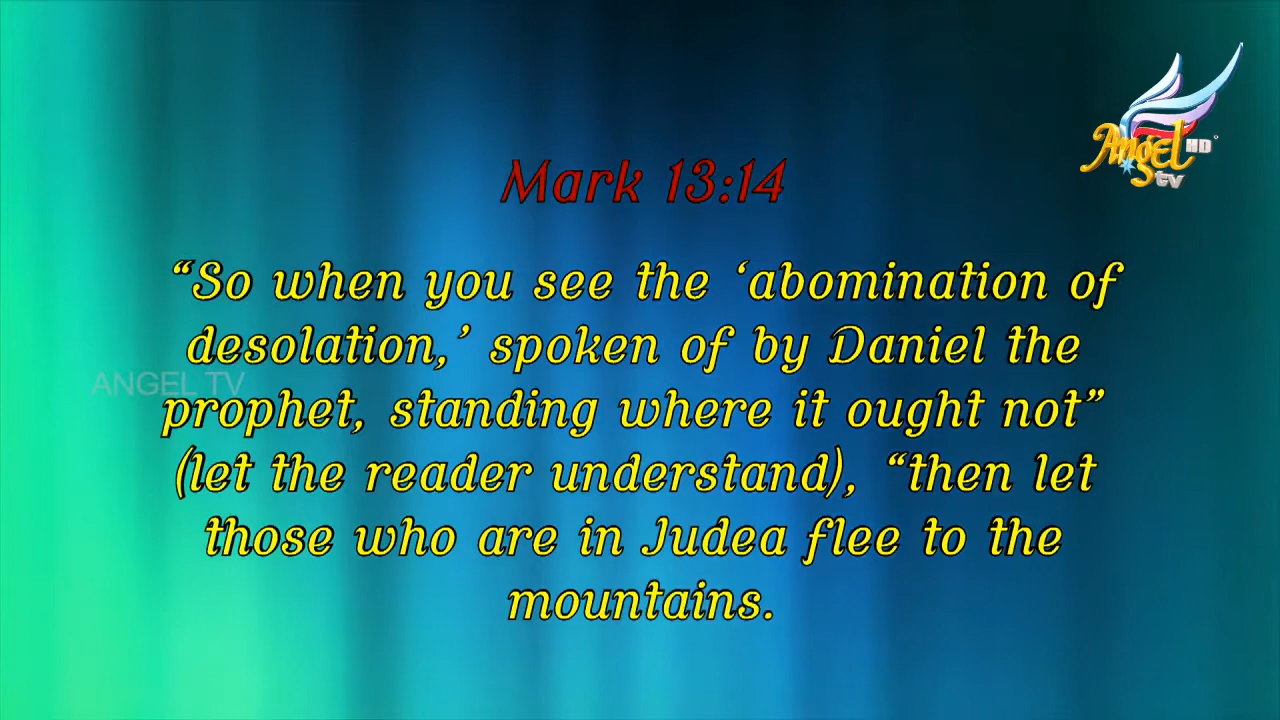 Angel HD
tv
Mark 13:14
“So when you see the ‘abomination of
desolation,’ spoken of by Daniel the
ANGEL TV
prophet, standing where it ought not”
(let the reader understand), “then let
those who are in Judea flee to the
mountains.